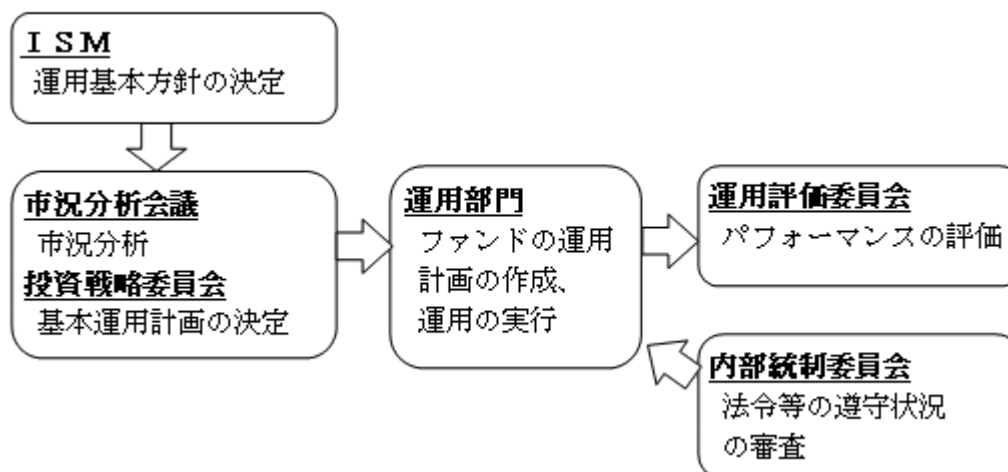 ＩＳＭ
運用基本方針の決定
市況分析会議
市況分析
投資戦略委員会
基本運用計画の決定
運用部門
ファンドの運用
計画の作成、
運用の実行
運用評価委員会
パフォーマンスの評価
内部統制委員会
法令等の遵守状況
の審査